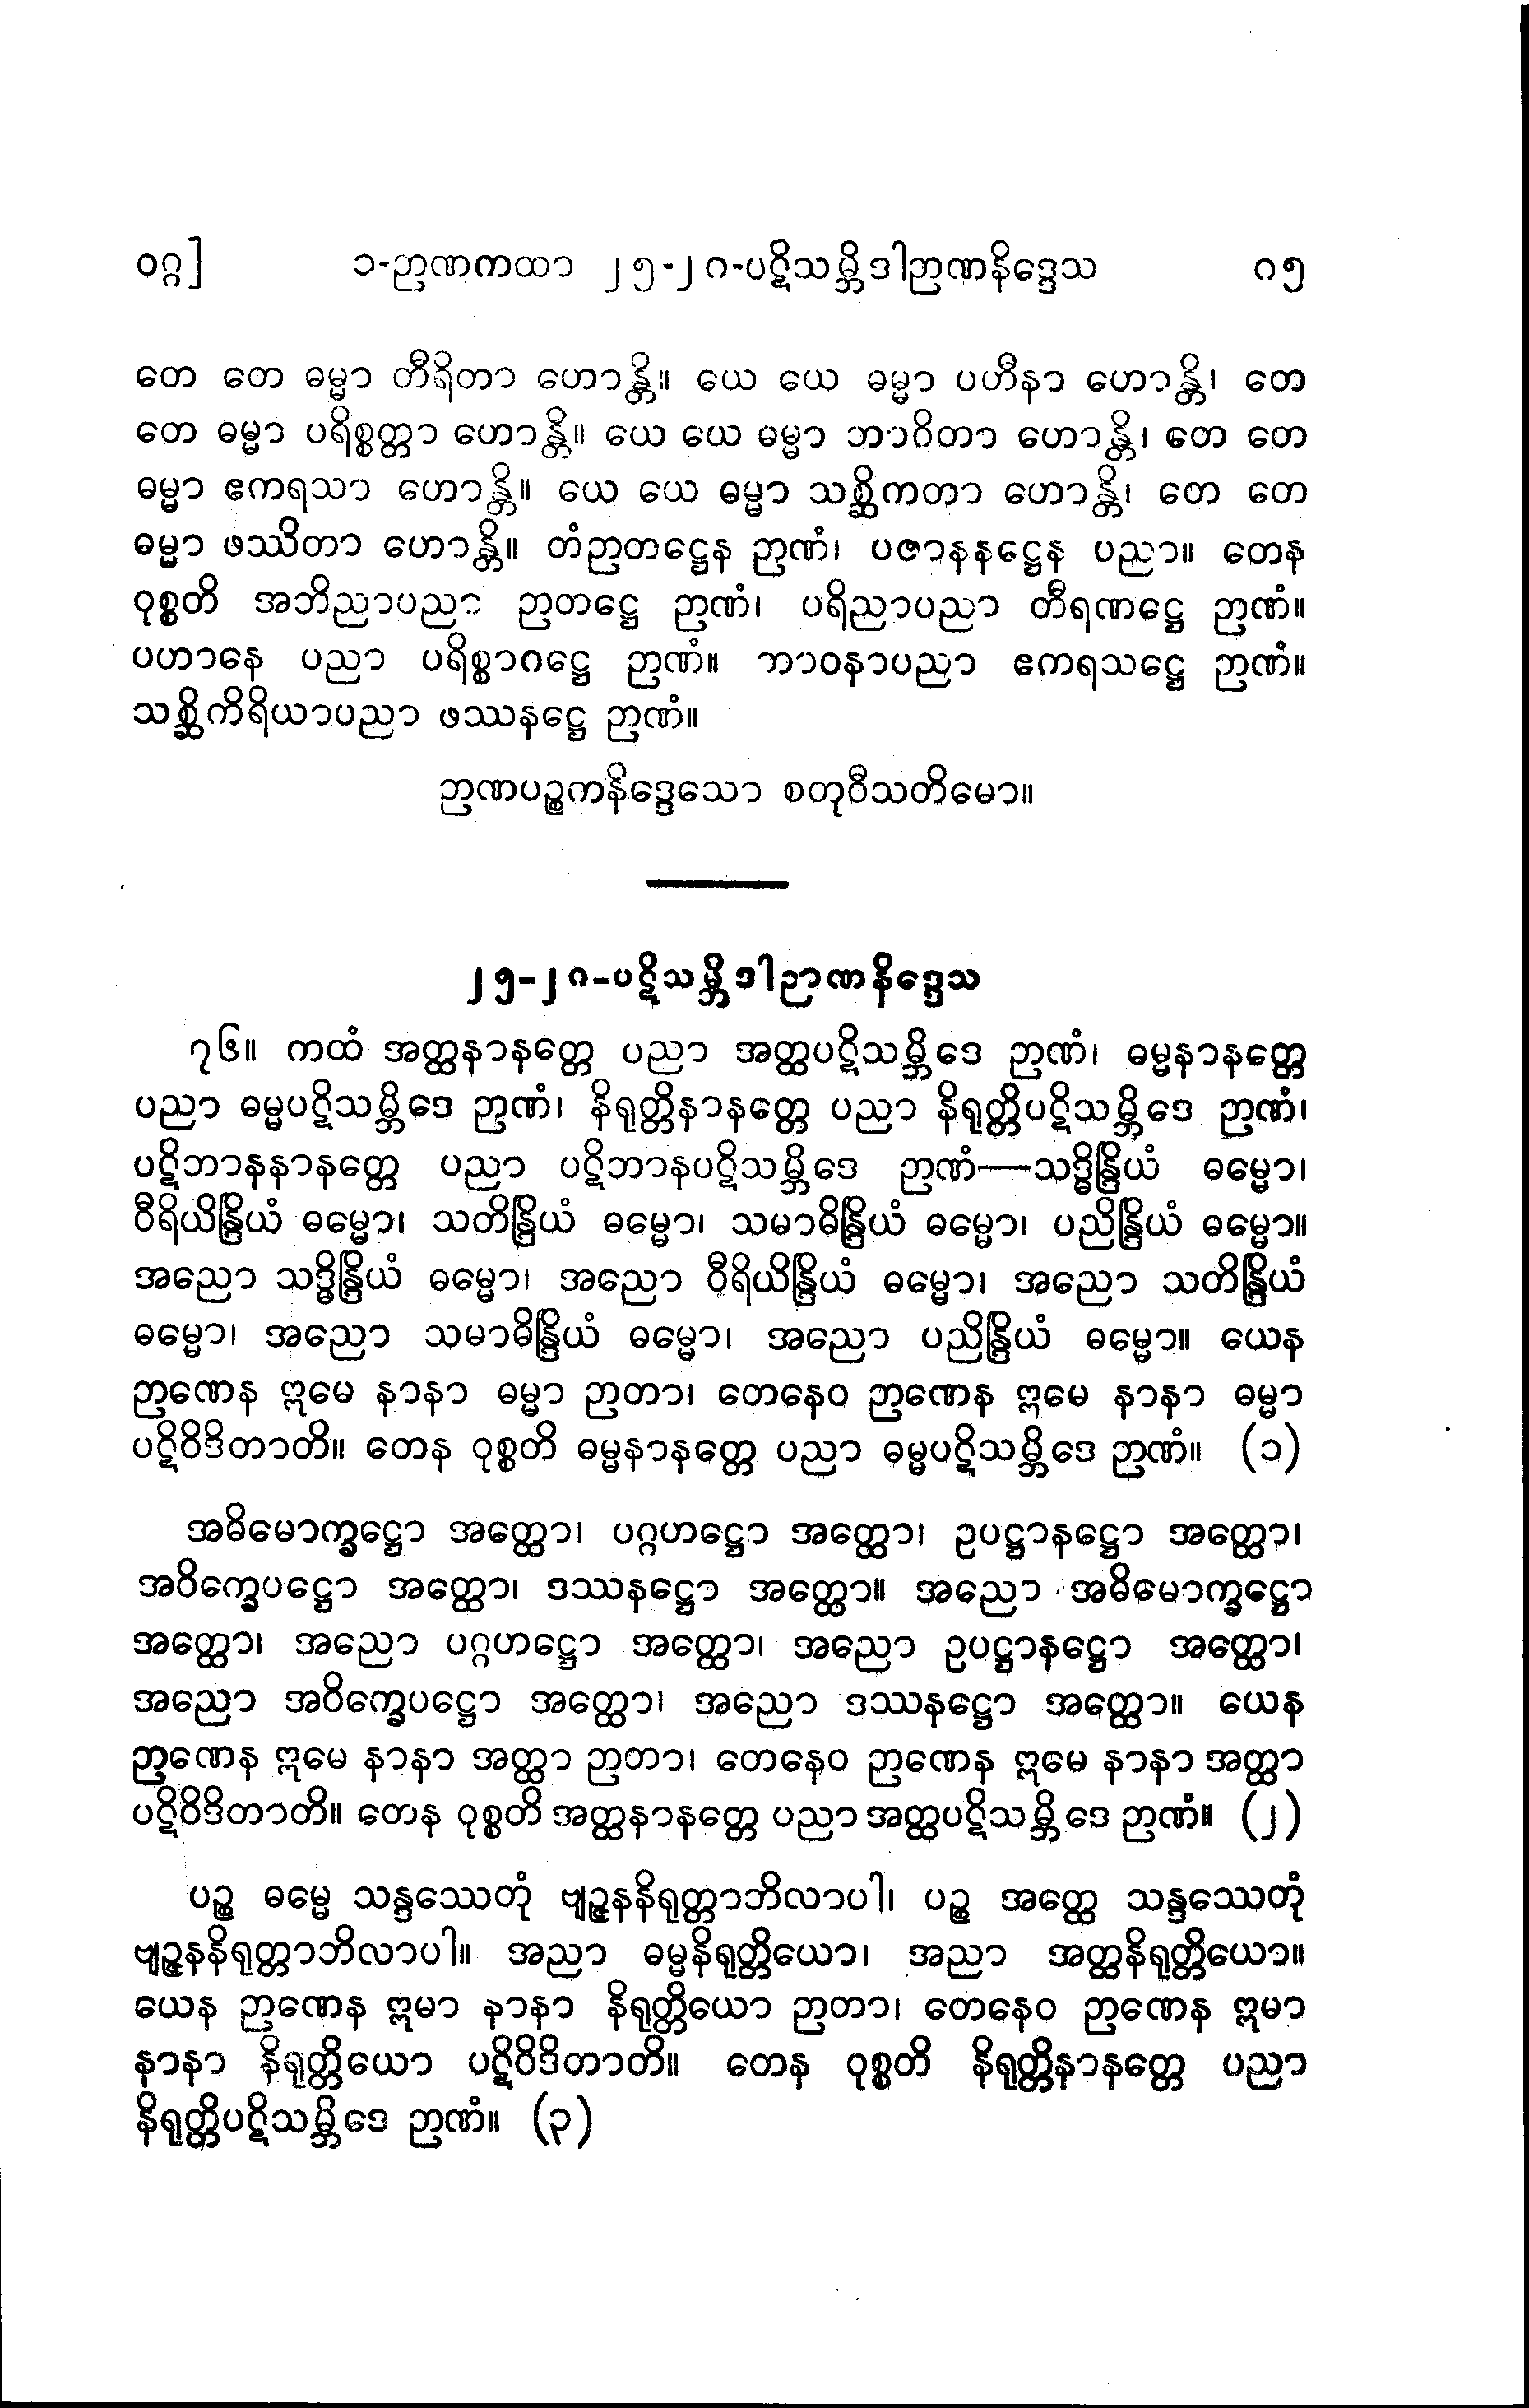 ဝဂ္ဂ] ၁-ဉာဏကထာ ၂၅-၂၈-ပဋိသမ္ဘိဒါဉာဏနိဒ္ဒေသ ၈၅
တေ တေ ဓမ္မာ တီရိတာ ဟောန္တိ။ ယေ ယေ ဓမ္မာ ပဟီနာ ဟောန္တိ၊ တေ
တေ ဓမ္မာ ပရိစ္စတ္တာ ဟောန္တိ။ ယေ ယေ ဓမ္မာ ဘာဝိတာ ဟောန္တိ၊ တေ တေ
ဓမ္မာ ဧကရသာ ဟောန္တိ။ ယေ ယေ ဓမ္မာ သစ္ဆိကတာ ဟောန္တိ၊ တေ တေ
ဓမ္မာ ဖဿိတာ ဟောန္တိ။ တံဉာတဋ္ဌေန ဉာဏံ၊ ပဇာနနဋ္ဌေန ပညာ။ တေန
ဝုစ္စတိ အဘိညာပညာ ဉာတဋ္ဌေ ဉာဏံ၊ ပရိညာပညာ တီရဏဋ္ဌေ ဉာဏံ။
ပဟာနေ ပညာ ပရိစ္စာဂဋ္ဌေ ဉာဏံ။ ဘာဝနာပညာ ဧကရသဋ္ဌေ ဉာဏံ။
သစ္ဆိကိရိယာပညာ ဖဿနဋ္ဌေ ဉာဏံ။
ဉာဏပဉ္စကနိဒ္ဒေသော စတုဝီသတိမော။
၂၅-၂၈-ပဋိသမ္ဘိဒါဉာဏနိဒ္ဒေသ
၇၆။ ကထံ အတ္ထနာနတ္တေ ပညာ အတ္ထပဋိသမ္ဘိဒေ ဉာဏံ၊ ဓမ္မနာနတ္တေ
ပညာ ဓမ္မပဋိသမ္ဘိဒေ ဉာဏံ၊ နိရုတ္တိနာနတ္တေ ပညာ နိရုတ္တိပဋိသမ္ဘိဒေ ဉာဏံ၊
ပဋိဘာနနာနတ္တေ ပညာ ပဋိဘာနပဋိသမ္ဘိဒေ ဉာဏံ—သဒ္ဓိန္ဒြိယံ ဓမ္မော၊
ဝီရိယိန္ဒြိယံ ဓမ္မော၊ သတိန္ဒြိယံ ဓမ္မော၊ သမာဓိန္ဒြိယံ ဓမ္မော၊ ပညိန္ဒြိယံ ဓမ္မော။
အညော သဒ္ဓိန္ဒြိယံ ဓမ္မော၊ အညော ဝီရိယိန္ဒြိယံ ဓမ္မော၊ အညော သတိန္ဒြိယံ
ဓမ္မော၊ အညော သမာဓိန္ဒြိယံ ဓမ္မော၊ အညော ပညိန္ဒြိယံ ဓမ္မော။ ယေန
ဉာဏေန ဣမေ နာနာ ဓမ္မာ ဉာတာ၊ တေနေဝ ဉာဏေန ဣမေ နာနာ ဓမ္မာ
ပဋိဝိဒိတာတိ။ တေန ဝုစ္စတိ ဓမ္မနာနတ္တေ ပညာ ဓမ္မပဋိသမ္ဘိဒေ ဉာဏံ။ (၁)
အဓိမောက္ခဋ္ဌော အတ္ထော၊ ပဂ္ဂဟဋ္ဌော အတ္ထော၊ ဥပဋ္ဌာနဋ္ဌော အတ္ထော၊
အဝိက္ခေပဋ္ဌော အတ္ထော၊ ဒဿနဋ္ဌော အတ္ထော။ အညော အဓိမောက္ခဋ္ဌော
အတ္ထော၊ အညော ပဂ္ဂဟဋ္ဌော အတ္ထော၊ အညော ဥပဋ္ဌာနဋ္ဌော အတ္ထော၊
အညော အဝိက္ခေပဋ္ဌော အတ္ထော၊ အညော ဒဿနဋ္ဌော အတ္ထော။ ယေန
ဉာဏေန ဣမေ နာနာ အတ္ထာ ဉာတာ၊ တေနေဝ ဉာဏေန ဣမေ နာနာ အတ္ထာ
ပဋိဝိဒိတာတိ။ တေန ဝုစ္စတိ အတ္ထနာနတ္တေ ပညာ အတ္ထပဋိသမ္ဘိဒေ ဉာဏံ။ (၂)
ပဉ္စ ဓမ္မေ သန္ဒဿေတုံ ဗျဉ္ဇနနိရုတ္တာဘိလာပါ၊ ပဉ္စ အတ္ထေ သန္ဒဿေတုံ
ဗျဉ္ဇနနိရုတ္တာဘိလာပါ။ အညာ ဓမ္မနိရုတ္တိယော၊ အညာ အတ္ထနိရုတ္တိယော။
ယေန ဉာဏေန ဣမာ နာနာ နိရုတ္တိယော ဉာတာ၊ တေနေဝ ဉာဏေန ဣမာ
နာနာ နိရုတ္တိယော ပဋိဝိဒိတာတိ။ တေန ဝုစ္စတိ နိရုတ္တိနာနတ္တေ ပညာ
နိရုတ္တိပဋိသမ္ဘိဒေ ဉာဏံ။ (၃)